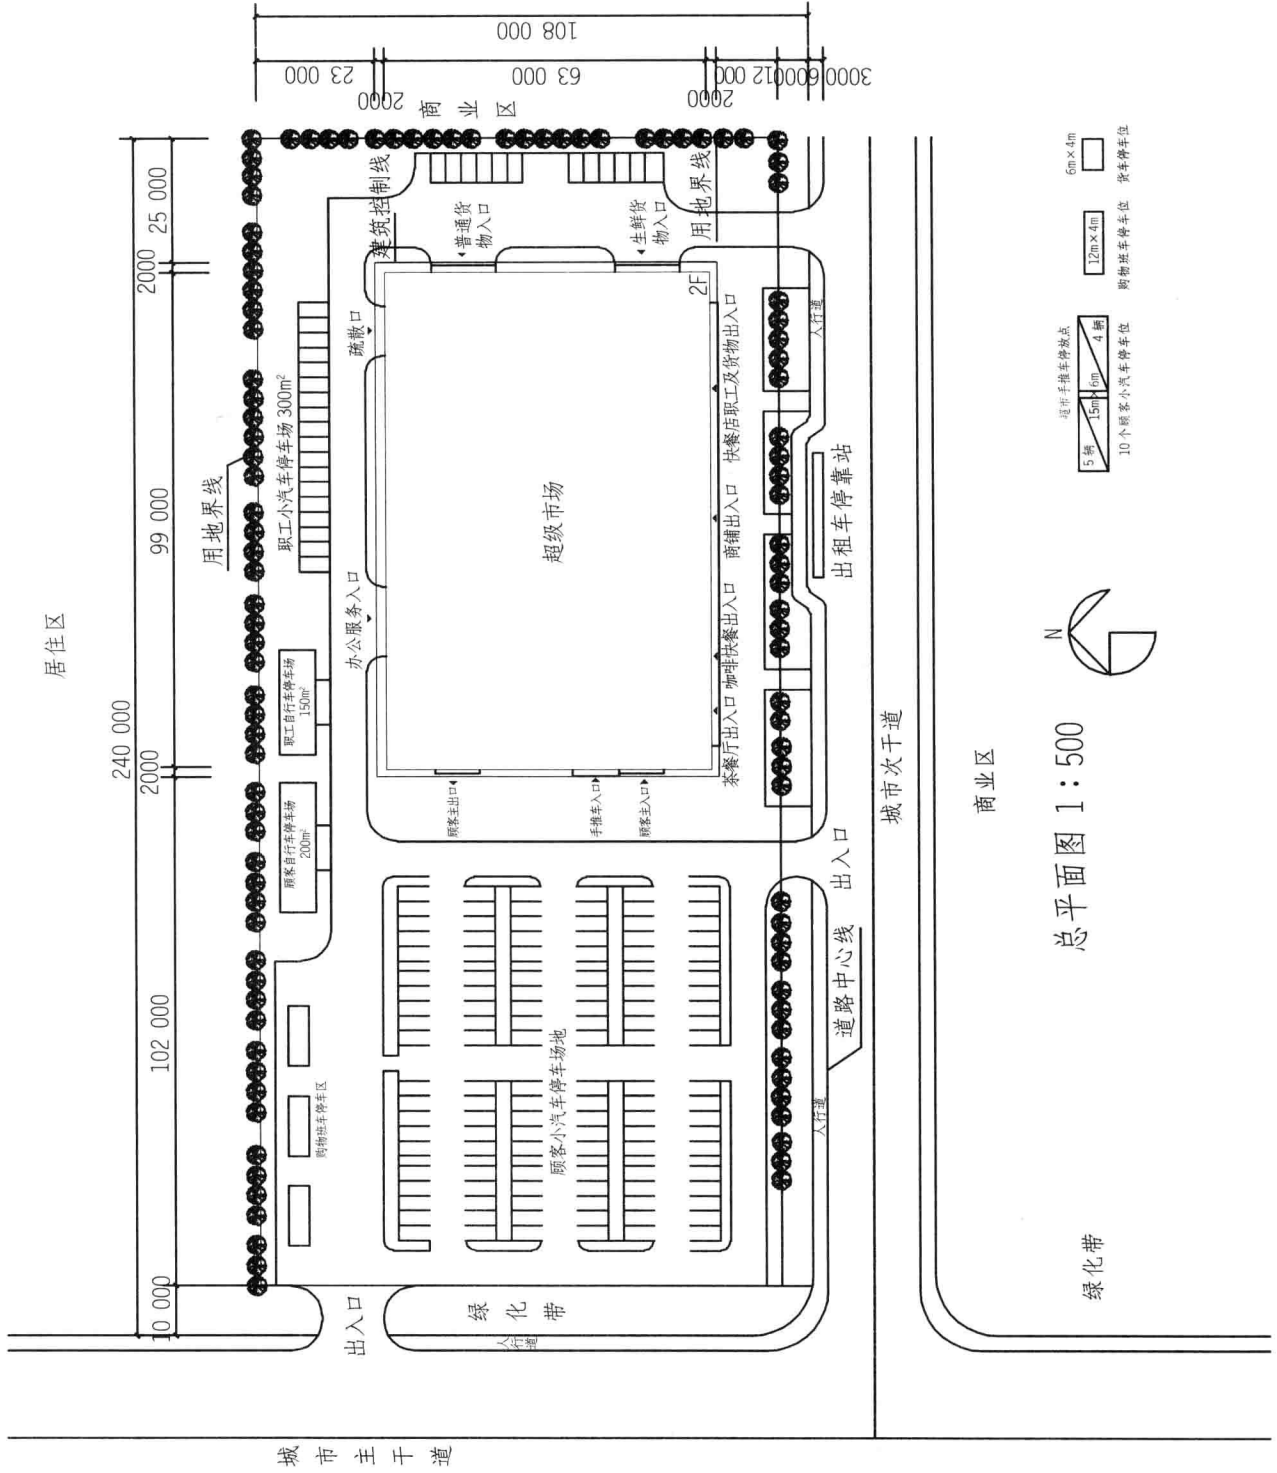 108 000
23 000
2000
63 000
2000
12 000
6000
3000
商业区
240 000
10 000
102 000
2000
99 000
2000
25 000
居住区
用地界线
建筑控制线
普通货
物入口
生鲜货
物入口
用地界线
疏散口
职工小汽车停车场 300m²
办公服务入口
职工自行车停车场
150m²
顾客自行车停车场
200m²
购物班车停车区
超级市场
2F
快餐店职工及货物出入口
商铺出入口
咖啡快餐出入口
茶餐厅出入口
顾客主出口
手推车入口
顾客主入口
顾客小汽车停车场地
人行道
出租车停靠站
出入口
道路中心线
人行道
城市次干道
出入口
绿化带
人行道
城市主干道
商业区
绿化带
N
总平面图 1:500
超市手推车停放点
5 辆
15m×6m
4 辆
10 个顾客小汽车停车位
12m×4m
购物班车停车位
6m×4m
货车停车位